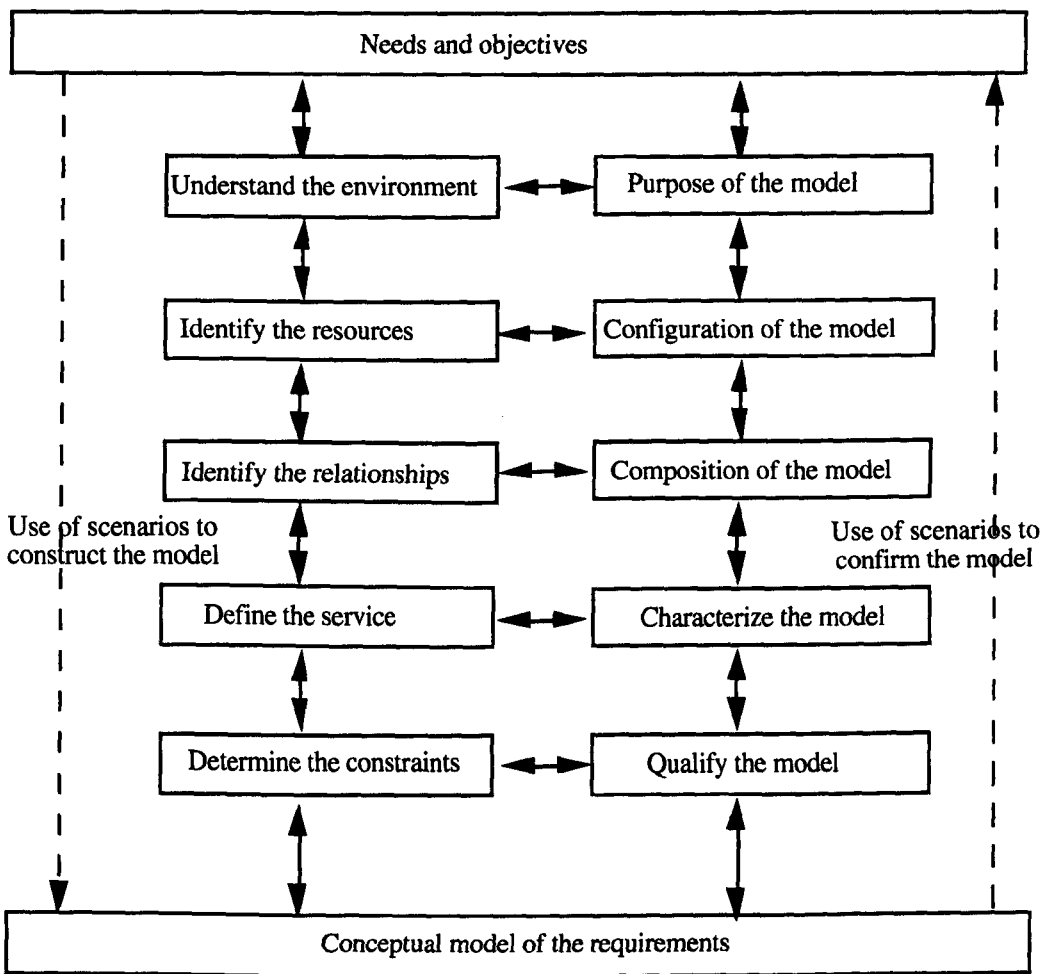 Needs and objectives
Understand the environment
Purpose of the model
Identify the resources
Configuration of the model
Identify the relationships
Composition of the model
Use of scenarios to
construct the model
Use of scenarios to
confirm the model
Define the service
Characterize the model
Determine the constraints
Qualify the model
Conceptual model of the requirements